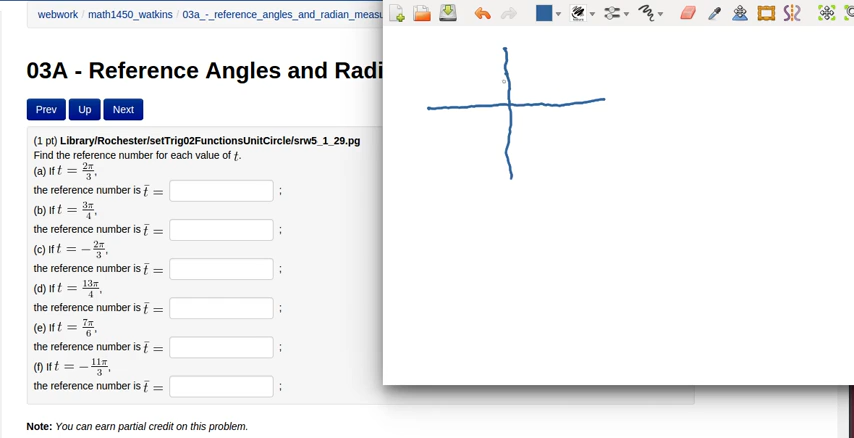 webwork / math1450_watkins / 03a_-_reference_angles_and_radian_measu
03A - Reference Angles and Radi
Prev Up Next
(1 pt) Library/Rochester/setTrig02FunctionsUnitCircle/srw5_1_29.pg
Find the reference number for each value of t.
(a) If t = 2π/3,
the reference number is t̄ = ;
(b) If t = 3π/4,
the reference number is t̄ = ;
(c) If t = −2π/3,
the reference number is t̄ = ;
(d) If t = 13π/4,
the reference number is t̄ = ;
(e) If t = 7π/6,
the reference number is t̄ = ;
(f) If t = −11π/3,
the reference number is t̄ = ;
Note: You can earn partial credit on this problem.